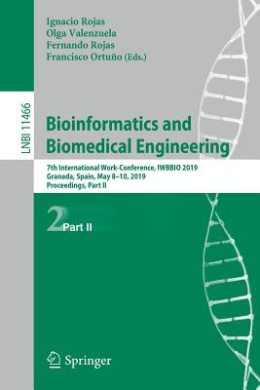 Ignacio Rojas
Olga Valenzuela
Fernando Rojas
Francisco Ortuño (Eds.)
LNBI 11466
Bioinformatics and
Biomedical Engineering
7th International Work-Conference, IWBBIO 2019
Granada, Spain, May 8–10, 2019
Proceedings, Part II
2 Part II
Springer